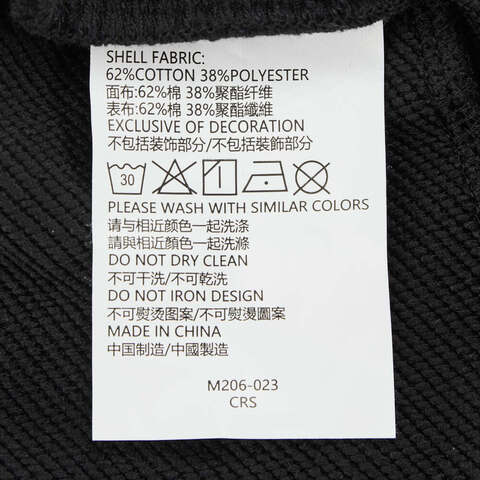 SHELL FABRIC:
62%COTTON 38%POLYESTER
面布:62%棉 38%聚酯纤维
表布:62%棉 38%聚酯纖維
EXCLUSIVE OF DECORATION
不包括装饰部分/不包括裝飾部分
30
PLEASE WASH WITH SIMILAR COLORS
请与相近颜色一起洗涤
請與相近顏色一起洗滌
DO NOT DRY CLEAN
不可干洗/不可乾洗
DO NOT IRON DESIGN
不可熨烫图案/不可熨燙圖案
MADE IN CHINA
中国制造/中國製造
M206-023
CRS